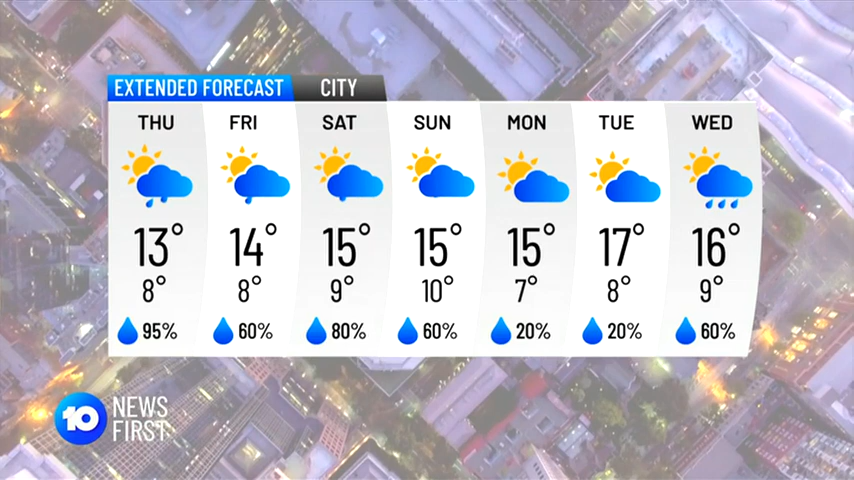 EXTENDED FORECAST CITY
THU FRI SAT SUN MON TUE WED
13° 14° 15° 15° 15° 17° 16°
8° 8° 9° 10° 7° 8° 9°
95% 60% 80% 60% 20% 20% 60%
10 NEWS
FIRST